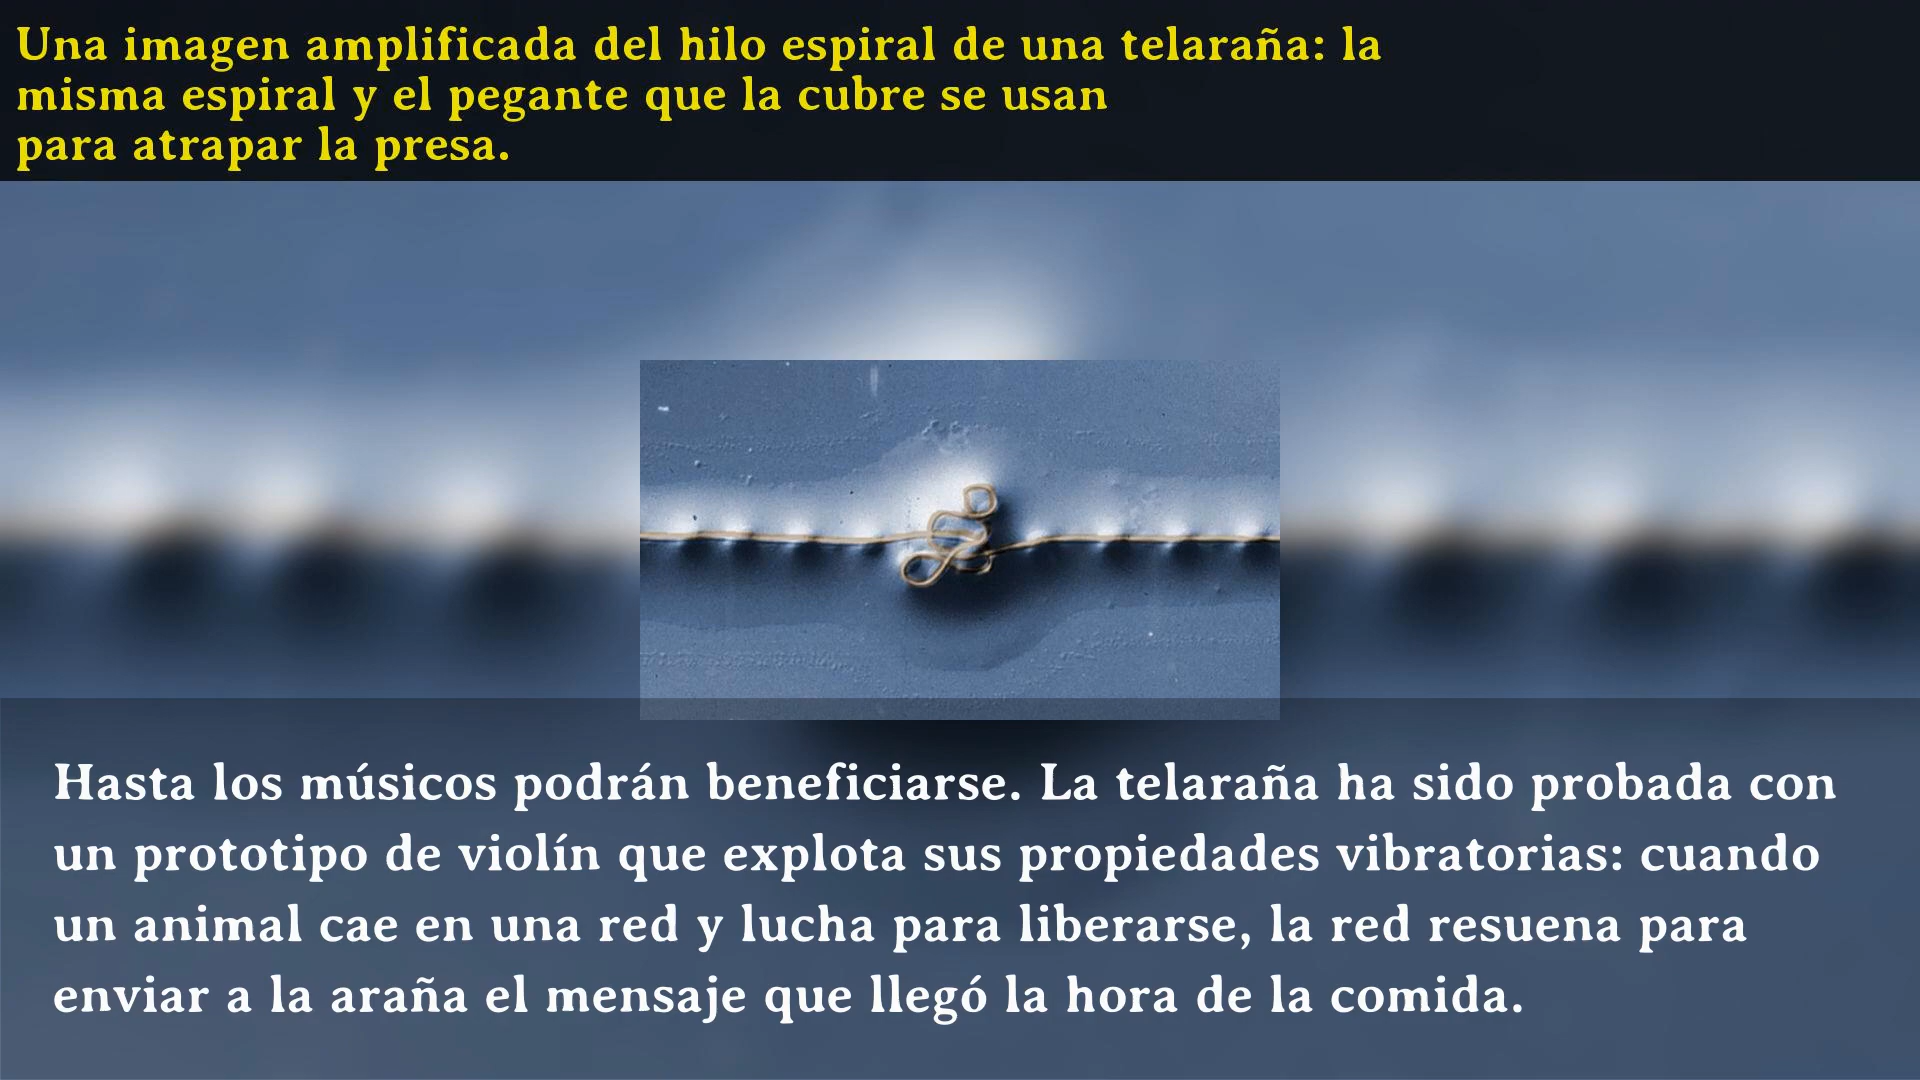 Una imagen amplificada del hilo espiral de una telaraña: la
misma espiral y el pegante que la cubre se usan
para atrapar la presa.
Hasta los músicos podrán beneficiarse. La telaraña ha sido probada con
un prototipo de violín que explota sus propiedades vibratorias: cuando
un animal cae en una red y lucha para liberarse, la red resuena para
enviar a la araña el mensaje que llegó la hora de la comida.